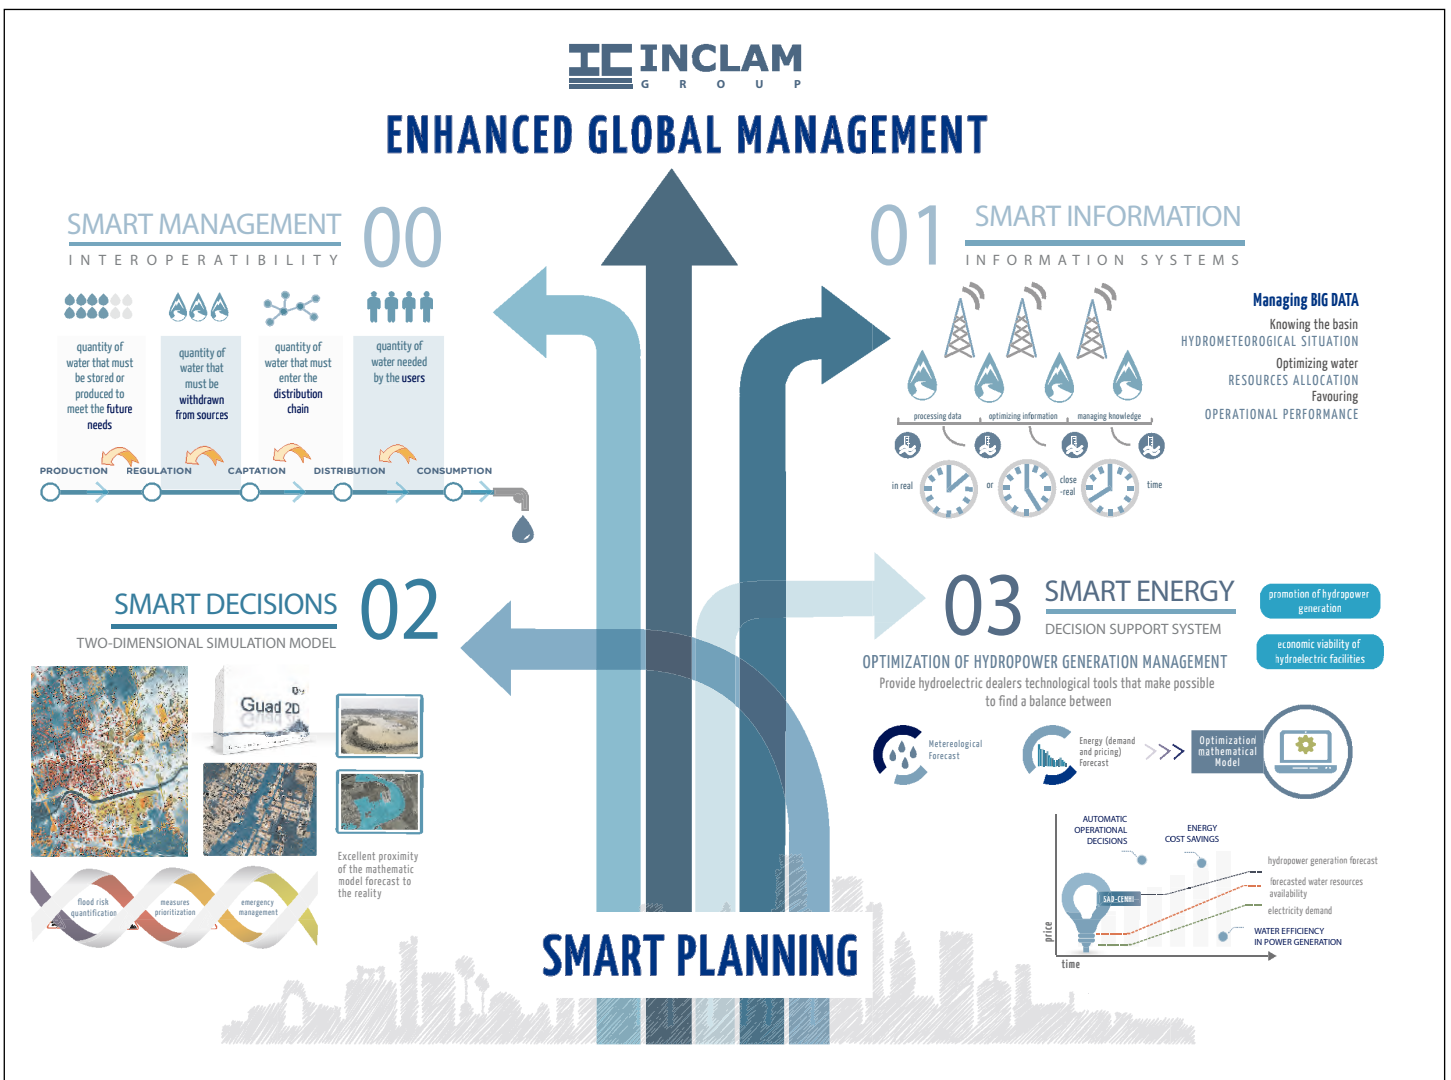 INCLAM
GROUP
ENHANCED GLOBAL MANAGEMENT
SMART MANAGEMENT
00
INTEROPERATIBILITY
quantity of
water that must
be stored or
produced to
meet the future
needs
quantity of
water that
must be
withdrawn
from sources
quantity of
water that must
enter the
distribution
chain
quantity of
water needed
by the users
PRODUCTION
REGULATION
CAPTATION
DISTRIBUTION
CONSUMPTION
01
SMART INFORMATION
INFORMATION SYSTEMS
Managing BIG DATA
Knowing the basin
HYDROMETEOROGICAL SITUATION
Optimizing water
RESOURCES ALLOCATION
Favouring
OPERATIONAL PERFORMANCE
processing data
optimizing information
managing knowledge
in real
or
close
-real
time
SMART DECISIONS
02
TWO-DIMENSIONAL SIMULATION MODEL
Guad 2D
Excellent proximity
of the mathematic
model forecast to
the reality
flood risk
quantification
measures
prioritization
emergency
management
03
SMART ENERGY
DECISION SUPPORT SYSTEM
promotion of hydropower
generation
economic viability of
hydroelectric facilities
OPTIMIZATION OF HYDROPOWER GENERATION MANAGEMENT
Provide hydroelectric dealers technological tools that make possible
to find a balance between
Metereological
Forecast
Energy (demand
and pricing)
Forecast
Optimization
mathematical
Model
AUTOMATIC
OPERATIONAL
DECISIONS
ENERGY
COST SAVINGS
hydropower generation forecast
forecasted water resources
availability
electricity demand
SAD-CENHI
WATER EFFICIENCY
IN POWER GENERATION
price
time
SMART PLANNING